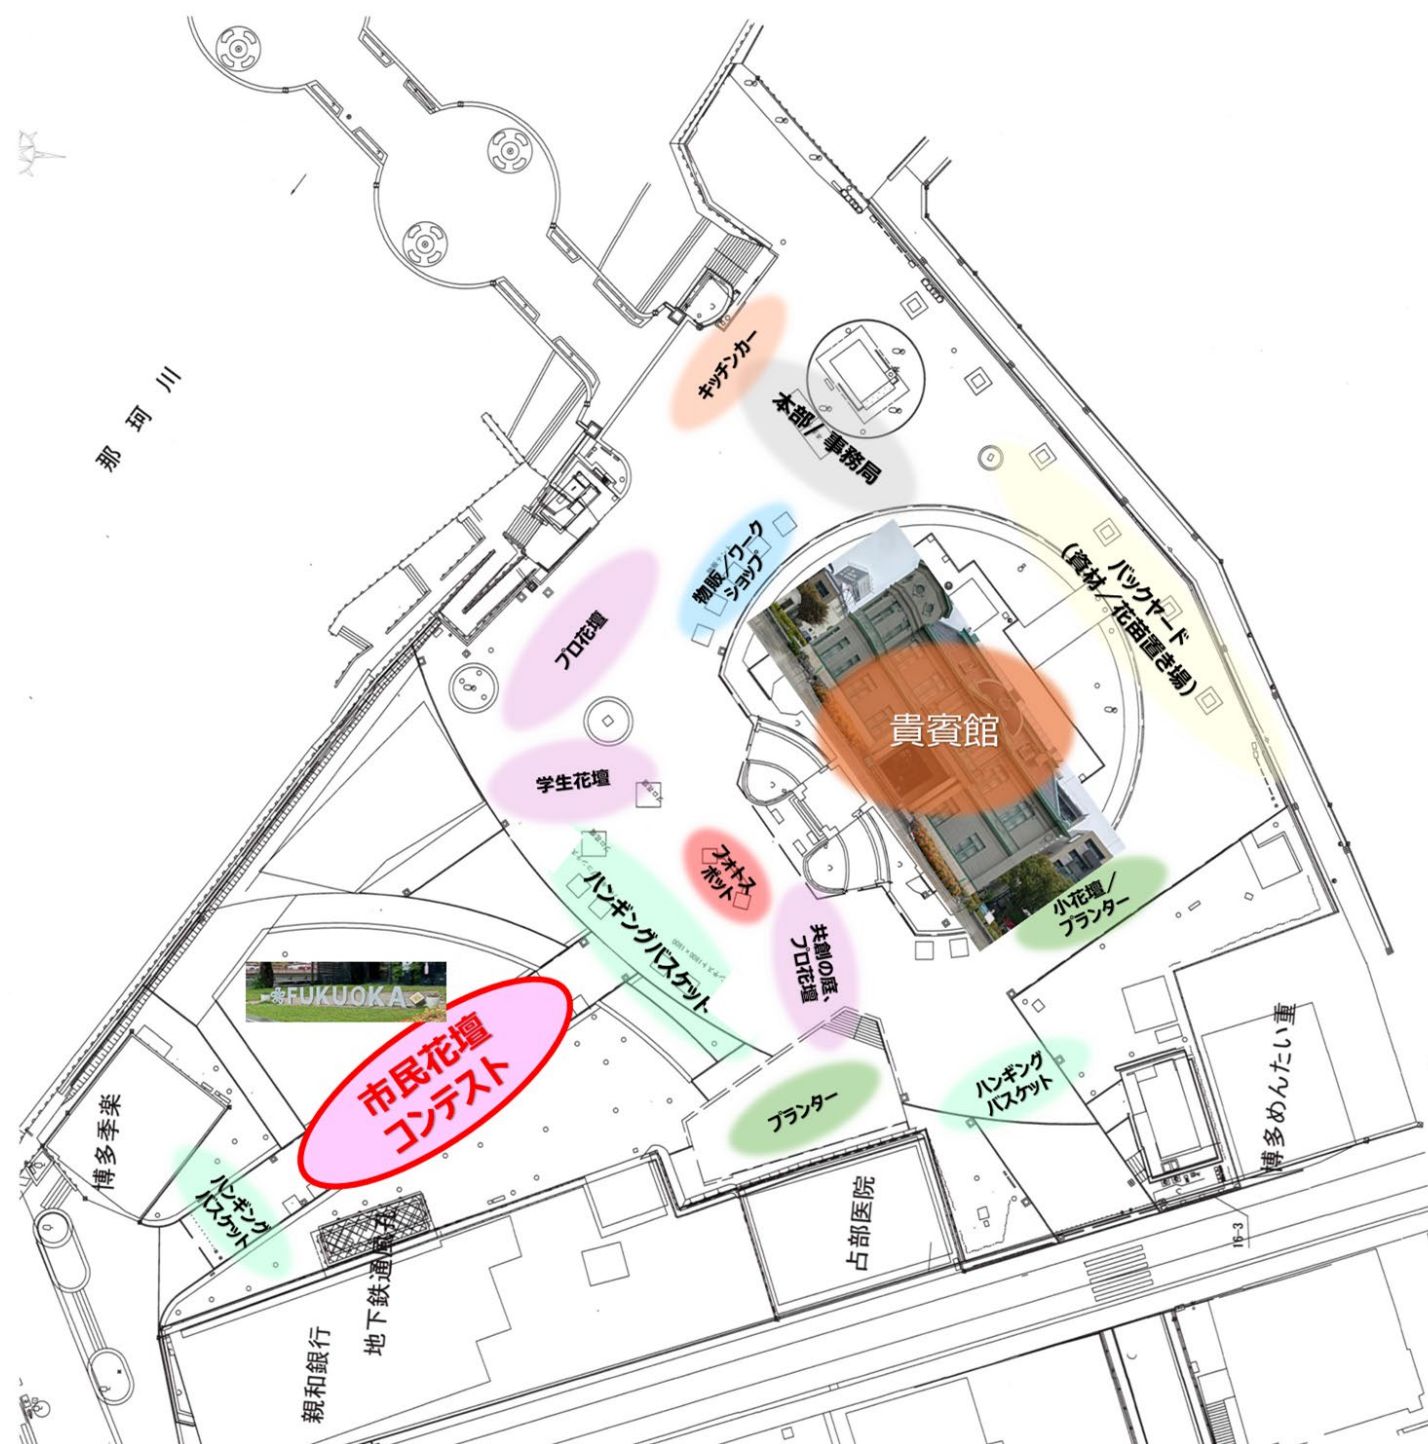 那珂川
キッチンカー
本部/事務局
物販/ワーク
ショップ
バックヤード
(資材/花苗置き場)
プロ花壇
貴賓館
学生花壇
フォトス
ポット
ハンギングバスケット
小花壇/
プランター
共創の庭、
プロ花壇
FUKUOKA
市民花壇
コンテスト
プランター
ハンギング
バスケット
博多季楽
ハンギング
バスケット
博多めんたい重
占部医院
16-3
地下鉄通風口
親和銀行